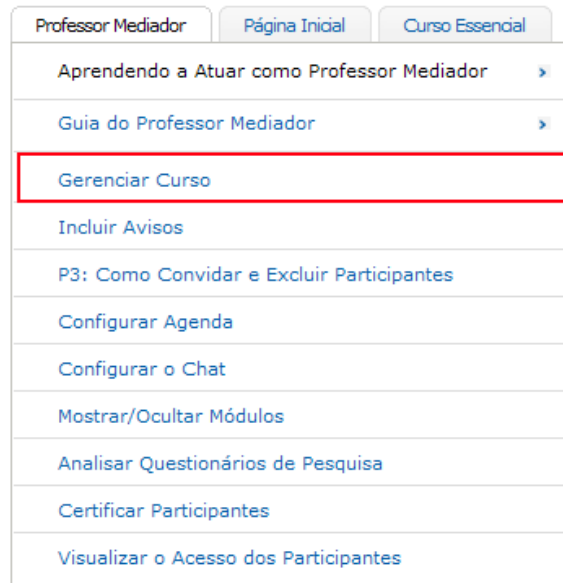 Professor Mediador Página Inicial Curso Essencial
Aprendendo a Atuar como Professor Mediador
Guia do Professor Mediador
Gerenciar Curso
Incluir Avisos
P3: Como Convidar e Excluir Participantes
Configurar Agenda
Configurar o Chat
Mostrar/Ocultar Módulos
Analisar Questionários de Pesquisa
Certificar Participantes
Visualizar o Acesso dos Participantes